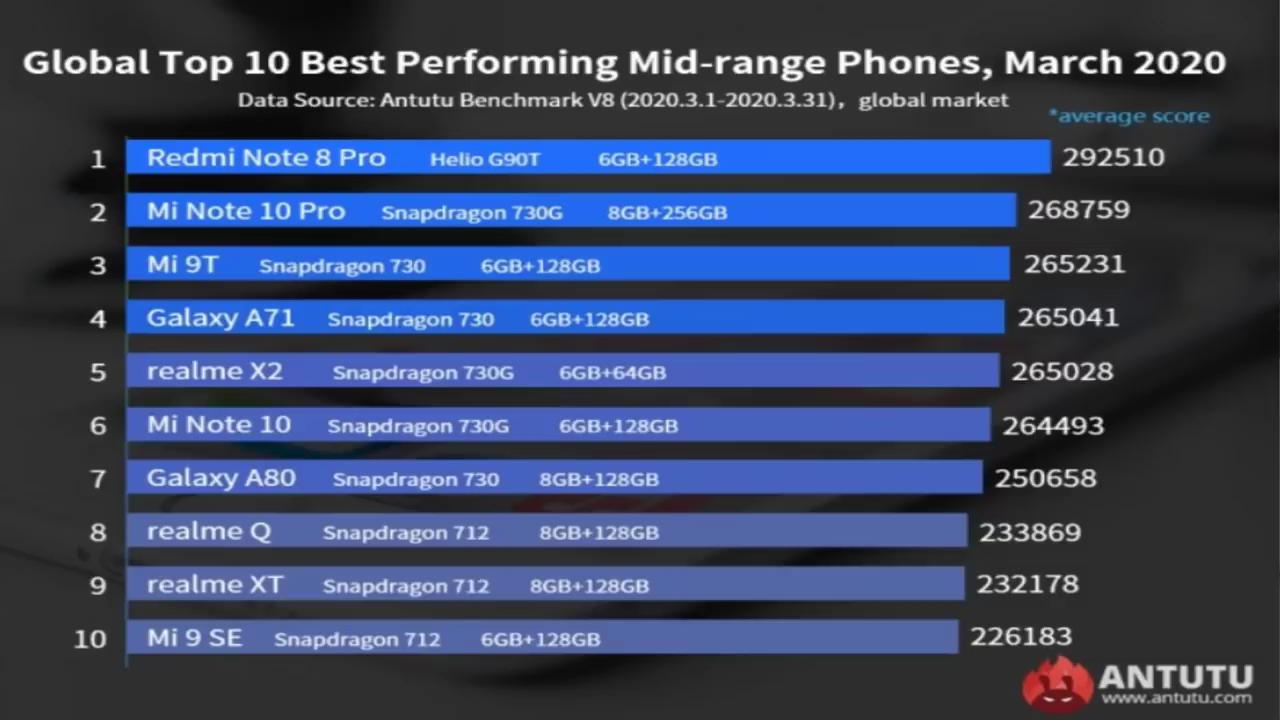 Global Top 10 Best Performing Mid-range Phones, March 2020
Data Source: Antutu Benchmark V8 (2020.3.1-2020.3.31), global market
*average score
1 Redmi Note 8 Pro Helio G90T 6GB+128GB 292510
2 Mi Note 10 Pro Snapdragon 730G 8GB+256GB 268759
3 Mi 9T Snapdragon 730 6GB+128GB 265231
4 Galaxy A71 Snapdragon 730 6GB+128GB 265041
5 realme X2 Snapdragon 730G 6GB+64GB 265028
6 Mi Note 10 Snapdragon 730G 6GB+128GB 264493
7 Galaxy A80 Snapdragon 730 8GB+128GB 250658
8 realme Q Snapdragon 712 8GB+128GB 233869
9 realme XT Snapdragon 712 8GB+128GB 232178
10 Mi 9 SE Snapdragon 712 6GB+128GB 226183
ANTUTU
www.antutu.com